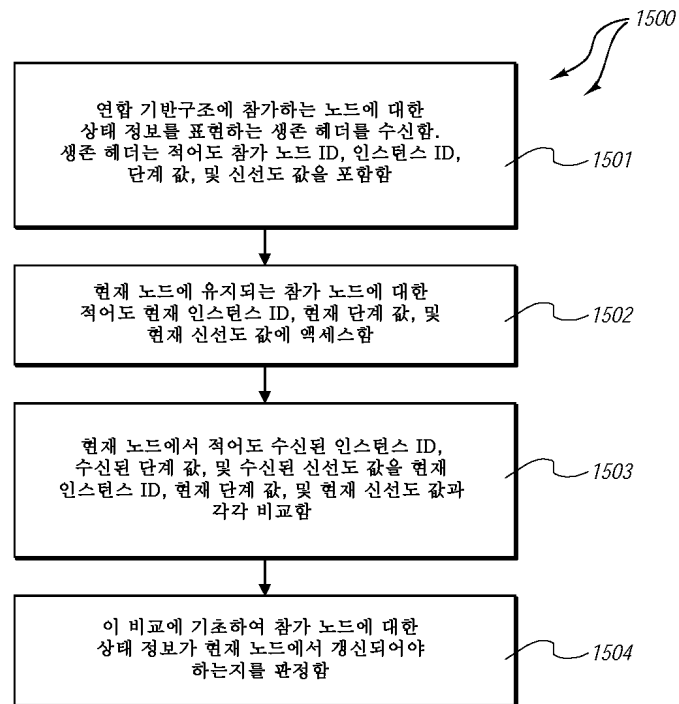 1500
연합 기반구조에 참가하는 노드에 대한
상태 정보를 표현하는 생존 헤더를 수신함.
생존 헤더는 적어도 참가 노드 ID, 인스턴스 ID,
단계 값, 및 신선도 값을 포함함
1501
현재 노드에 유지되는 참가 노드에 대한
적어도 현재 인스턴스 ID, 현재 단계 값, 및
현재 신선도 값에 액세스함
1502
현재 노드에서 적어도 수신된 인스턴스 ID,
수신된 단계 값, 및 수신된 신선도 값을 현재
인스턴스 ID, 현재 단계 값, 및 현재 신선도 값과
각각 비교함
1503
이 비교에 기초하여 참가 노드에 대한
상태 정보가 현재 노드에서 갱신되어야
하는지를 판정함
1504